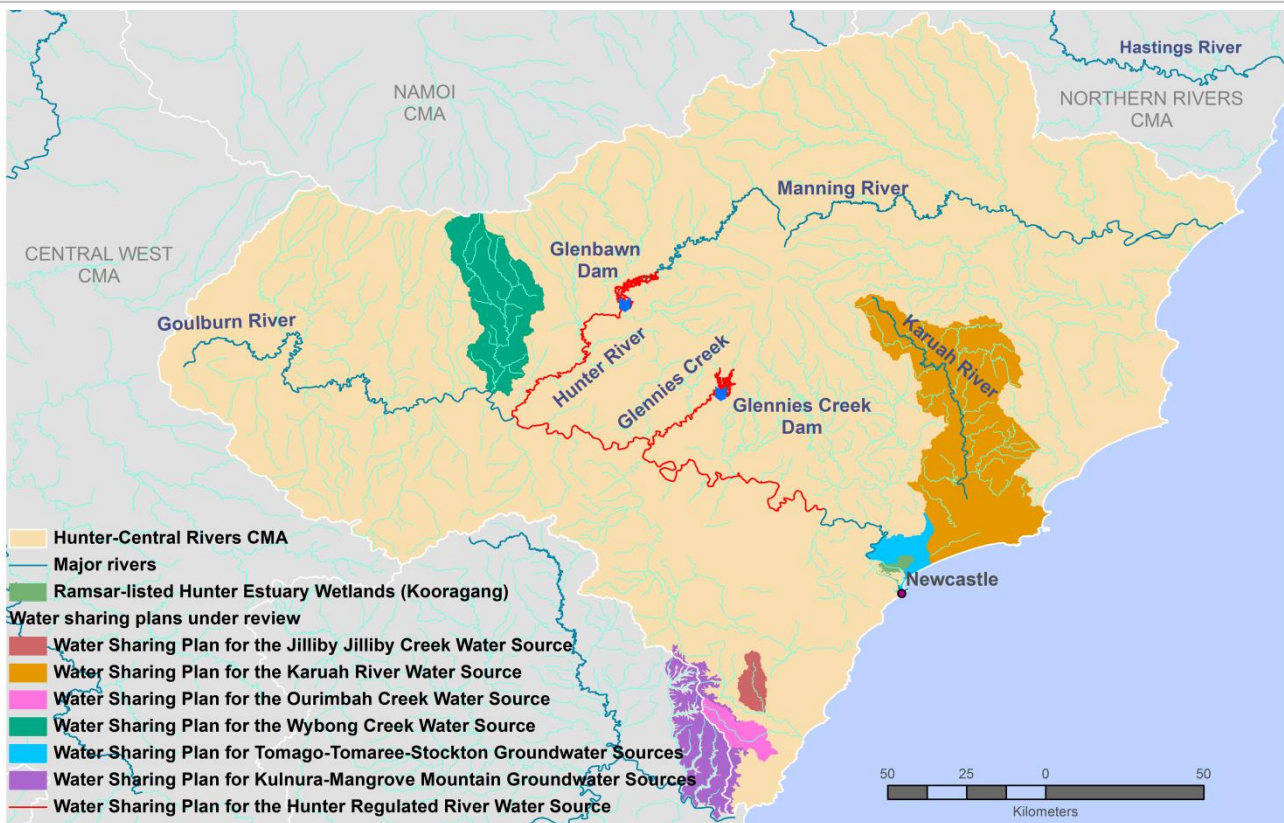 Hastings River
NAMOI
CMA
NORTHERN RIVERS
CMA
Manning River
CENTRAL WEST
CMA
Glenbawn
Dam
Goulburn River
Hunter River
Karuah River
Glennies Creek
Glennies Creek
Dam
Newcastle
Hunter-Central Rivers CMA
Major rivers
Ramsar-listed Hunter Estuary Wetlands (Kooragang)
Water sharing plans under review
Water Sharing Plan for the Jilliby Jilliby Creek Water Source
Water Sharing Plan for the Karuah River Water Source
Water Sharing Plan for the Ourimbah Creek Water Source
Water Sharing Plan for the Wybong Creek Water Source
Water Sharing Plan for Tomago-Tomaree-Stockton Groundwater Sources
Water Sharing Plan for Kulnura-Mangrove Mountain Groundwater Sources
Water Sharing Plan for the Hunter Regulated River Water Source
50 25 0 50
Kilometers